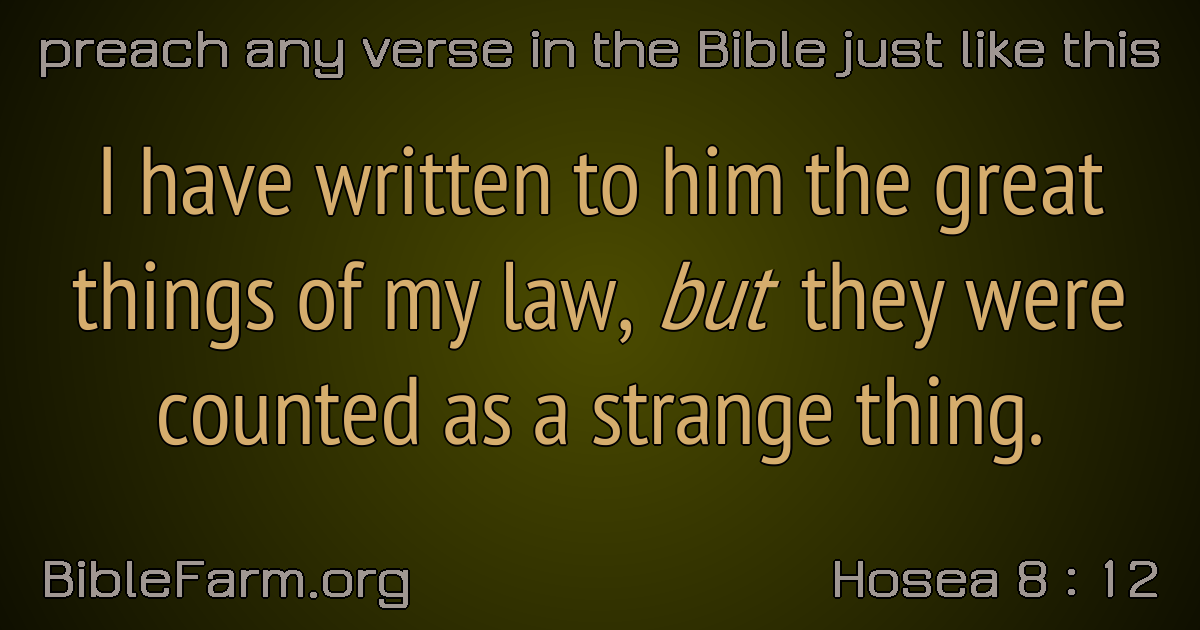 preach any verse in the Bible just like this
I have written to him the great
things of my law, but they were
counted as a strange thing.
BibleFarm.org
Hosea 8 : 12